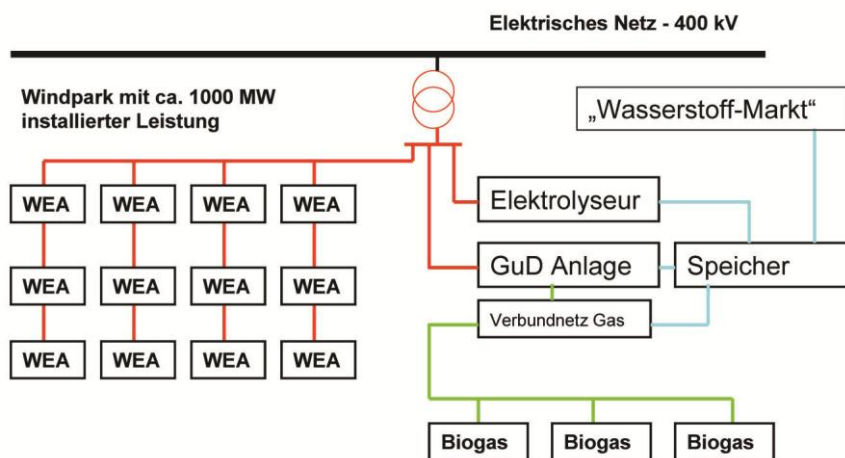 Elektrisches Netz - 400 kV
Windpark mit ca. 1000 MW
installierter Leistung
„Wasserstoff-Markt“
WEA WEA WEA WEA
Elektrolyseur
GuD Anlage
Speicher
WEA WEA WEA WEA
Verbundnetz Gas
WEA WEA WEA WEA
Biogas Biogas Biogas